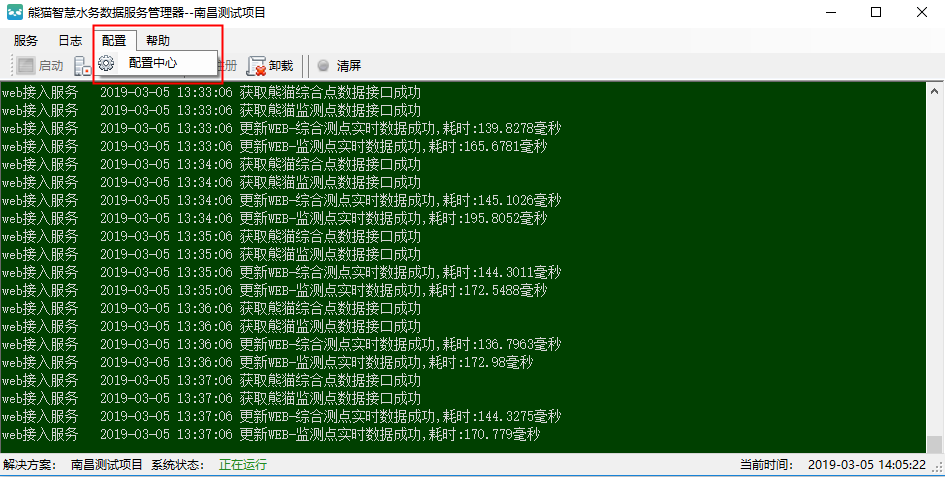 熊猫智慧水务数据服务管理器--南昌测试项目
服务 日志 配置 帮助
启动 册 卸载 清屏
配置中心
web接入服务 2019-03-05 13:33:06 获取熊猫综合点数据接口成功
web接入服务 2019-03-05 13:33:06 获取熊猫监测点数据接口成功
web接入服务 2019-03-05 13:33:06 更新WEB-综合测点实时数据成功,耗时:139.8278毫秒
web接入服务 2019-03-05 13:33:06 更新WEB-监测点实时数据成功,耗时:165.6781毫秒
web接入服务 2019-03-05 13:34:06 获取熊猫综合点数据接口成功
web接入服务 2019-03-05 13:34:06 获取熊猫监测点数据接口成功
web接入服务 2019-03-05 13:34:06 更新WEB-综合测点实时数据成功,耗时:145.1026毫秒
web接入服务 2019-03-05 13:34:06 更新WEB-监测点实时数据成功,耗时:195.8052毫秒
web接入服务 2019-03-05 13:35:06 获取熊猫综合点数据接口成功
web接入服务 2019-03-05 13:35:06 获取熊猫监测点数据接口成功
web接入服务 2019-03-05 13:35:06 更新WEB-综合测点实时数据成功,耗时:144.3011毫秒
web接入服务 2019-03-05 13:35:06 更新WEB-监测点实时数据成功,耗时:172.5488毫秒
web接入服务 2019-03-05 13:36:06 获取熊猫综合点数据接口成功
web接入服务 2019-03-05 13:36:06 获取熊猫监测点数据接口成功
web接入服务 2019-03-05 13:36:06 更新WEB-综合测点实时数据成功,耗时:136.7963毫秒
web接入服务 2019-03-05 13:36:06 更新WEB-监测点实时数据成功,耗时:172.98毫秒
web接入服务 2019-03-05 13:37:06 获取熊猫综合点数据接口成功
web接入服务 2019-03-05 13:37:06 获取熊猫监测点数据接口成功
web接入服务 2019-03-05 13:37:06 更新WEB-综合测点实时数据成功,耗时:144.3275毫秒
web接入服务 2019-03-05 13:37:06 更新WEB-监测点实时数据成功,耗时:170.779毫秒
解决方案： 南昌测试项目 系统状态： 正在运行 当前时间： 2019-03-05 14:05:22